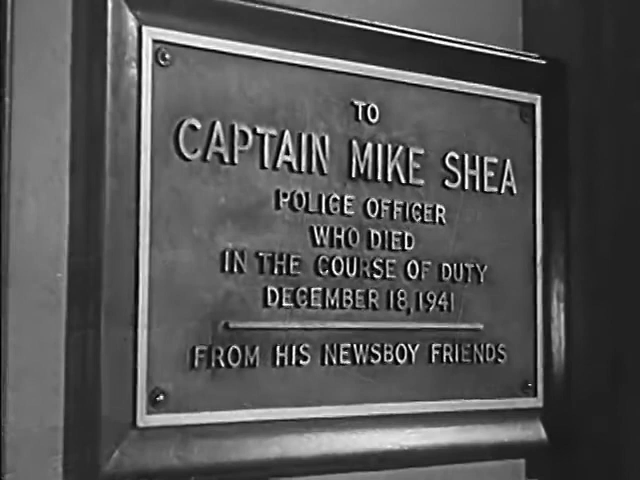 TO
CAPTAIN MIKE SHEA
POLICE OFFICER
WHO DIED
IN THE COURSE OF DUTY
DECEMBER 18, 1941
FROM HIS NEWSBOY FRIENDS